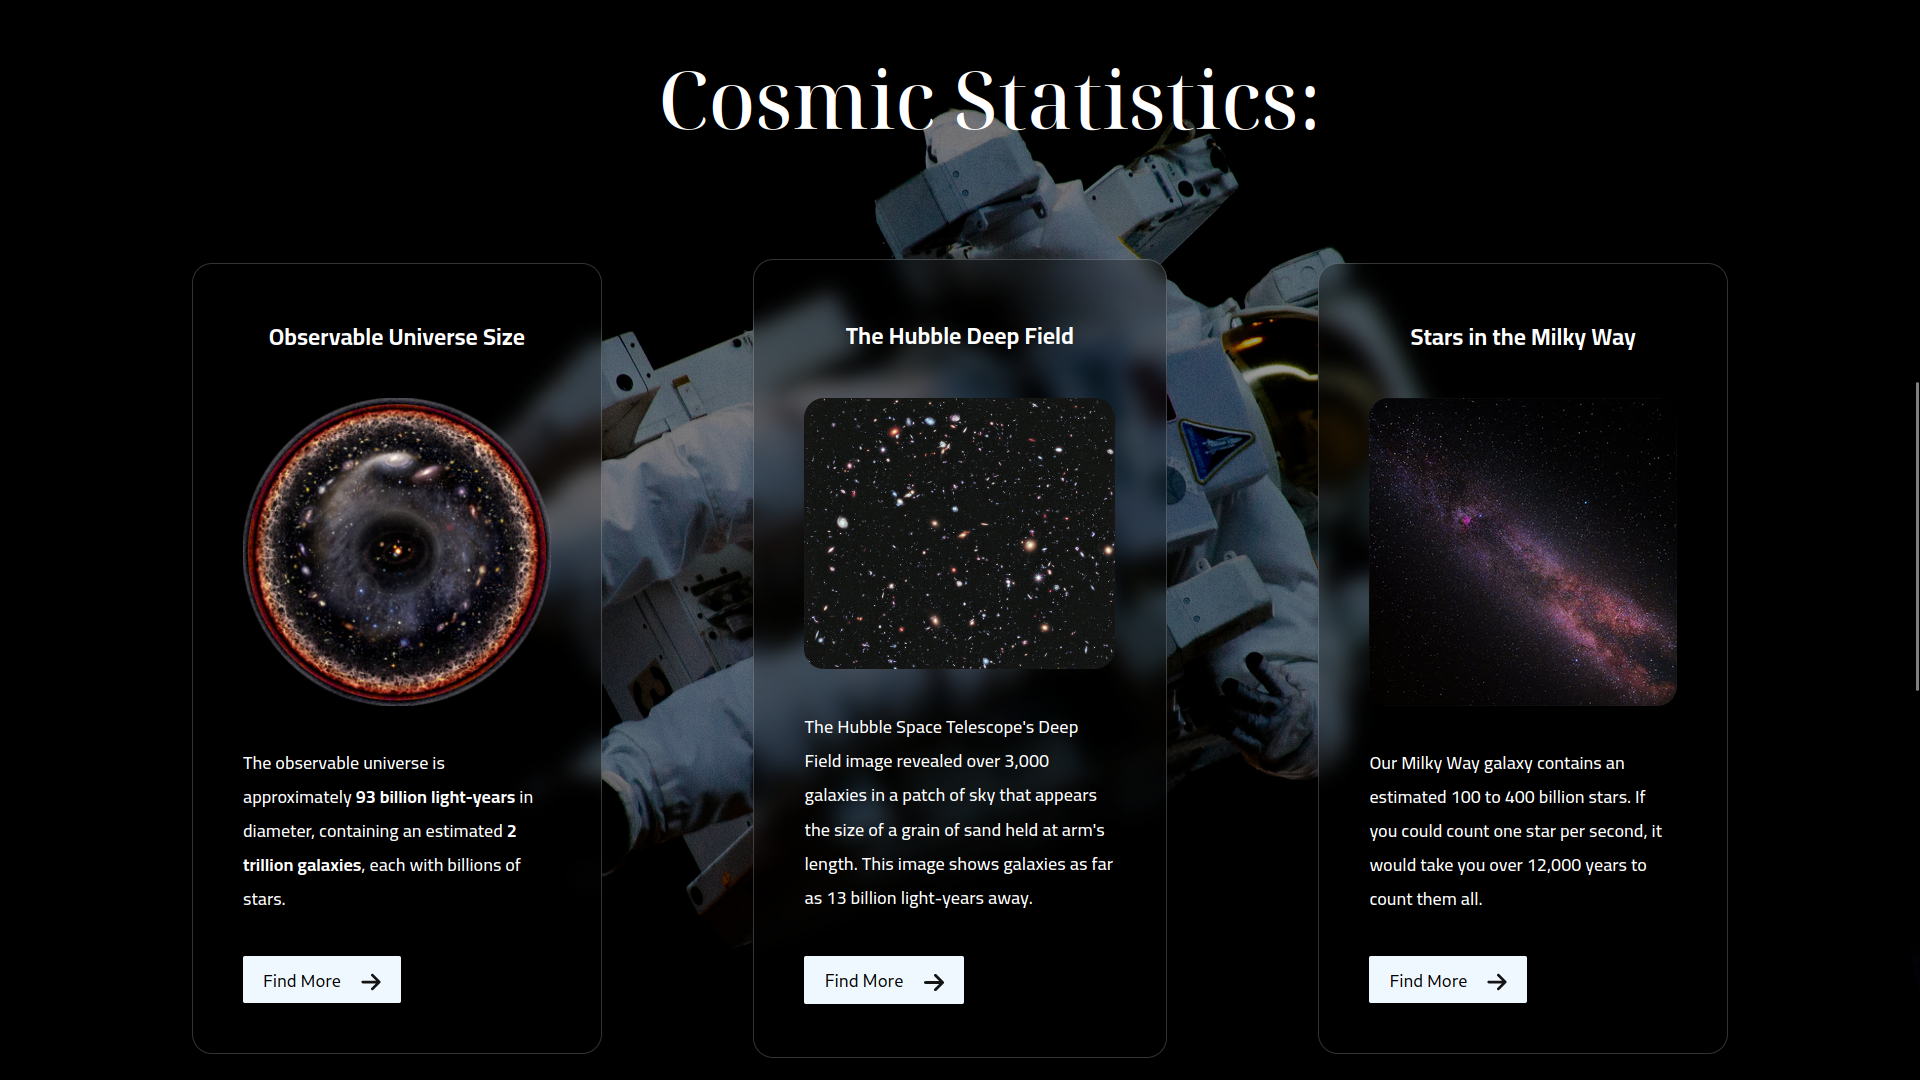 Cosmic Statistics:
Observable Universe Size
The observable universe is
approximately 93 billion light-years in
diameter, containing an estimated 2
trillion galaxies, each with billions of
stars.
Find More
The Hubble Deep Field
The Hubble Space Telescope's Deep
Field image revealed over 3,000
galaxies in a patch of sky that appears
the size of a grain of sand held at arm's
length. This image shows galaxies as far
as 13 billion light-years away.
Find More
Stars in the Milky Way
Our Milky Way galaxy contains an
estimated 100 to 400 billion stars. If
you could count one star per second, it
would take you over 12,000 years to
count them all.
Find More